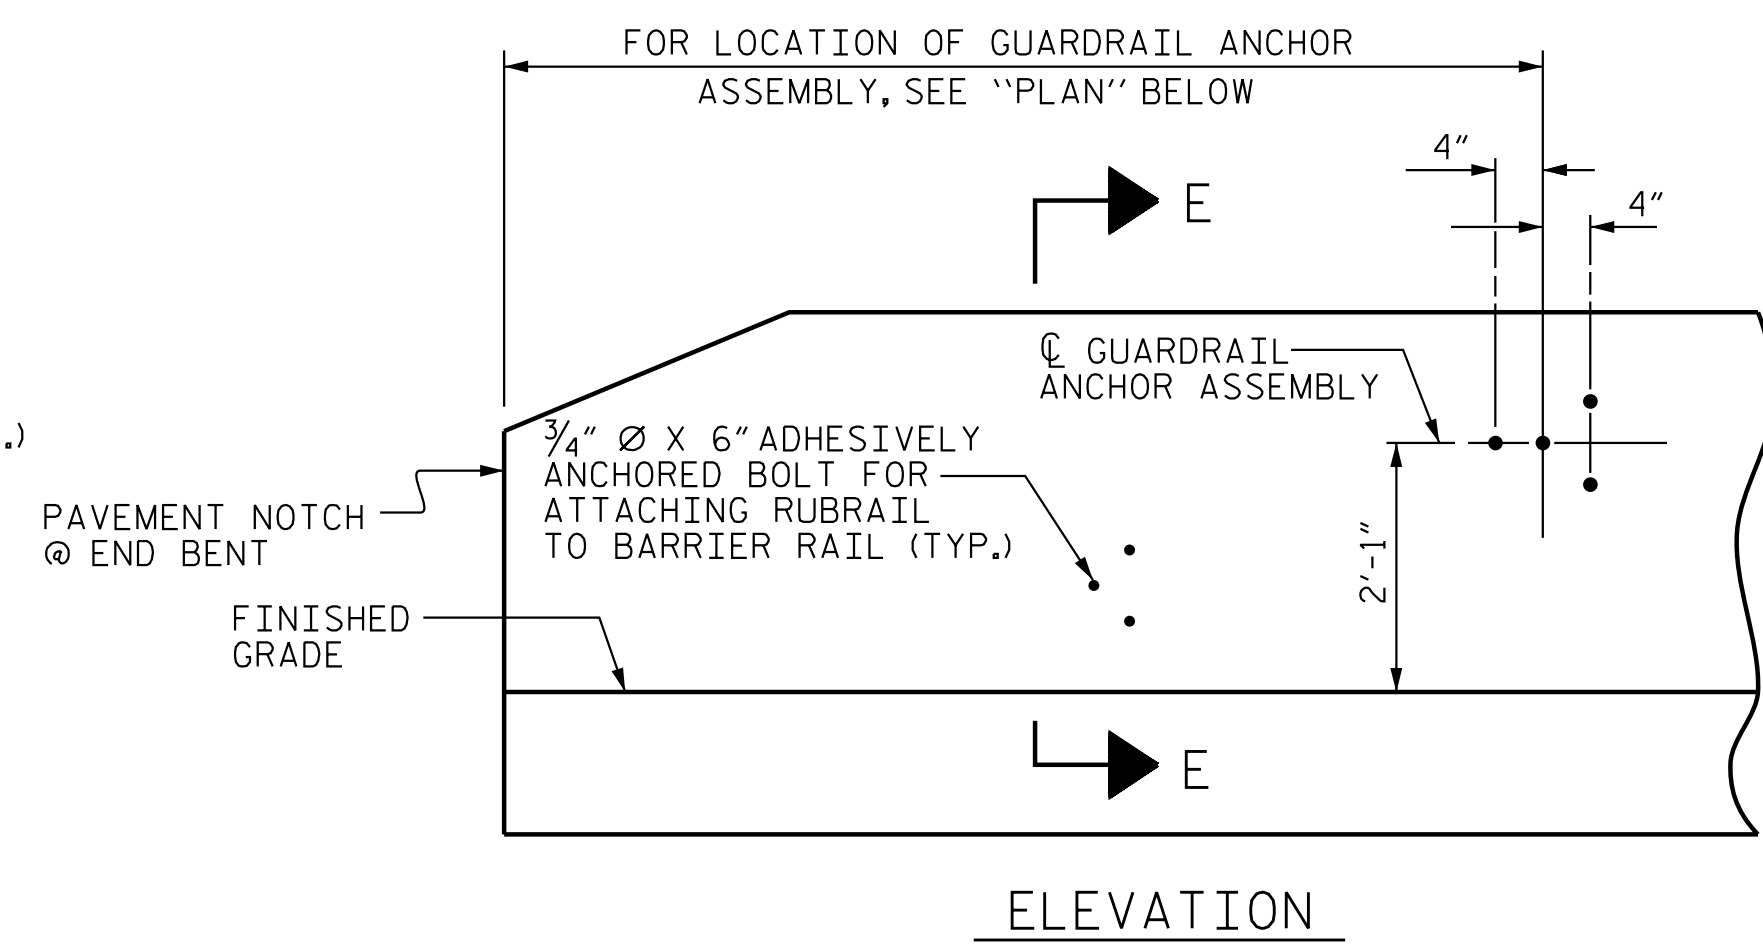 FOR LOCATION OF GUARDRAIL ANCHOR
ASSEMBLY, SEE "PLAN" BELOW
4"
E
4"
℄ GUARDRAIL
ANCHOR ASSEMBLY
.)
¾" Ø X 6" ADHESIVELY
ANCHORED BOLT FOR
ATTACHING RUBRAIL
TO BARRIER RAIL (TYP.)
PAVEMENT NOTCH
@ END BENT
2'-1"
FINISHED
GRADE
E
ELEVATION